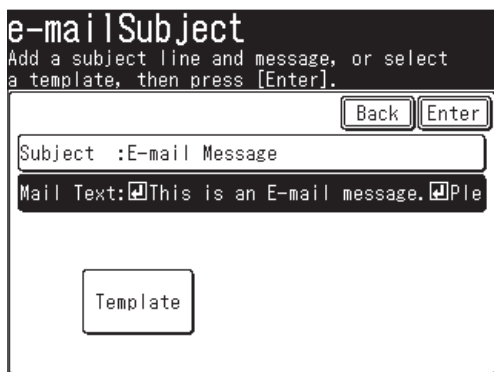 e-mailSubject
Add a subject line and message, or select
a template, then press [Enter].
Back Enter
Subject :E-mail Message
Mail Text:↵This is an E-mail message.↵Ple
Template